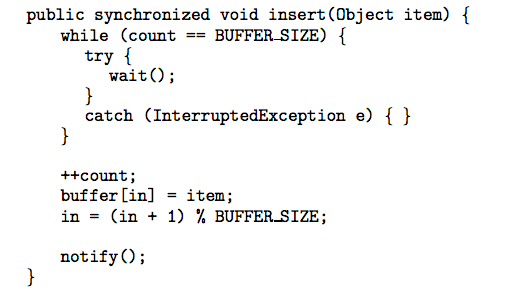 public synchronized void insert(Object item) {
while (count == BUFFER_SIZE) {
try {
wait();
}
catch (InterruptedException e) { }
}
++count;
buffer[in] = item;
in = (in + 1) % BUFFER_SIZE;
notify();
}